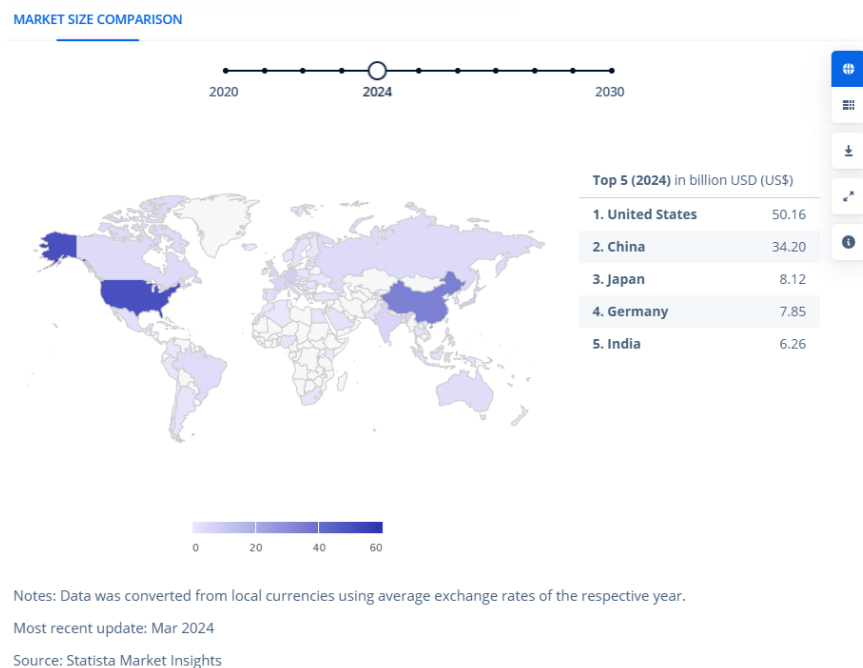 MARKET SIZE COMPARISON
2020 2024 2030
Top 5 (2024) in billion USD (US$)
1. United States 50.16
2. China 34.20
3. Japan 8.12
4. Germany 7.85
5. India 6.26
0 20 40 60
Notes: Data was converted from local currencies using average exchange rates of the respective year.
Most recent update: Mar 2024
Source: Statista Market Insights